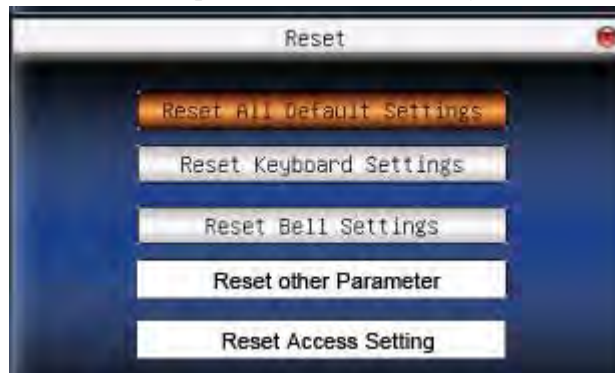 Reset
Reset All Default Settings
Reset Keyboard Settings
Reset Bell Settings
Reset other Parameter
Reset Access Setting